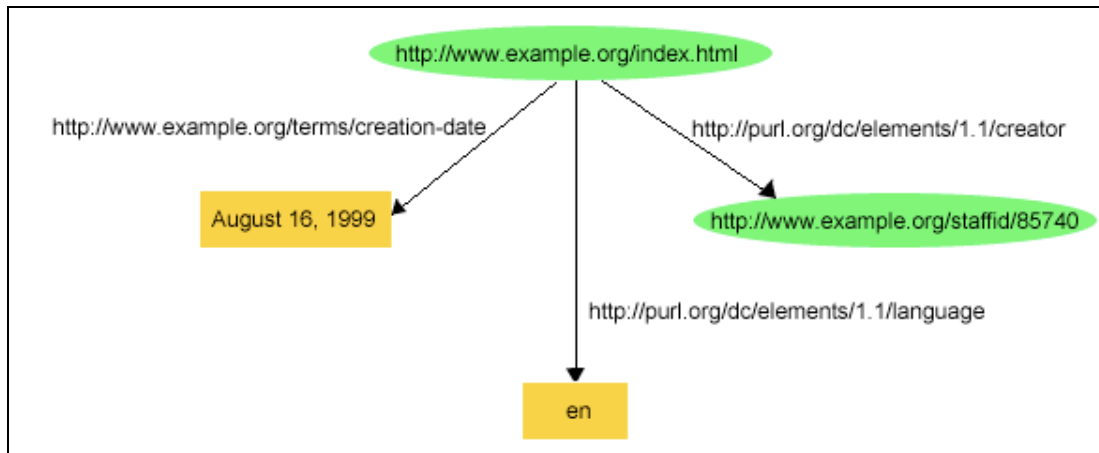 http://www.example.org/index.html
http://www.example.org/terms/creation-date
http://purl.org/dc/elements/1.1/creator
August 16, 1999
http://www.example.org/staffid/85740
http://purl.org/dc/elements/1.1/language
en